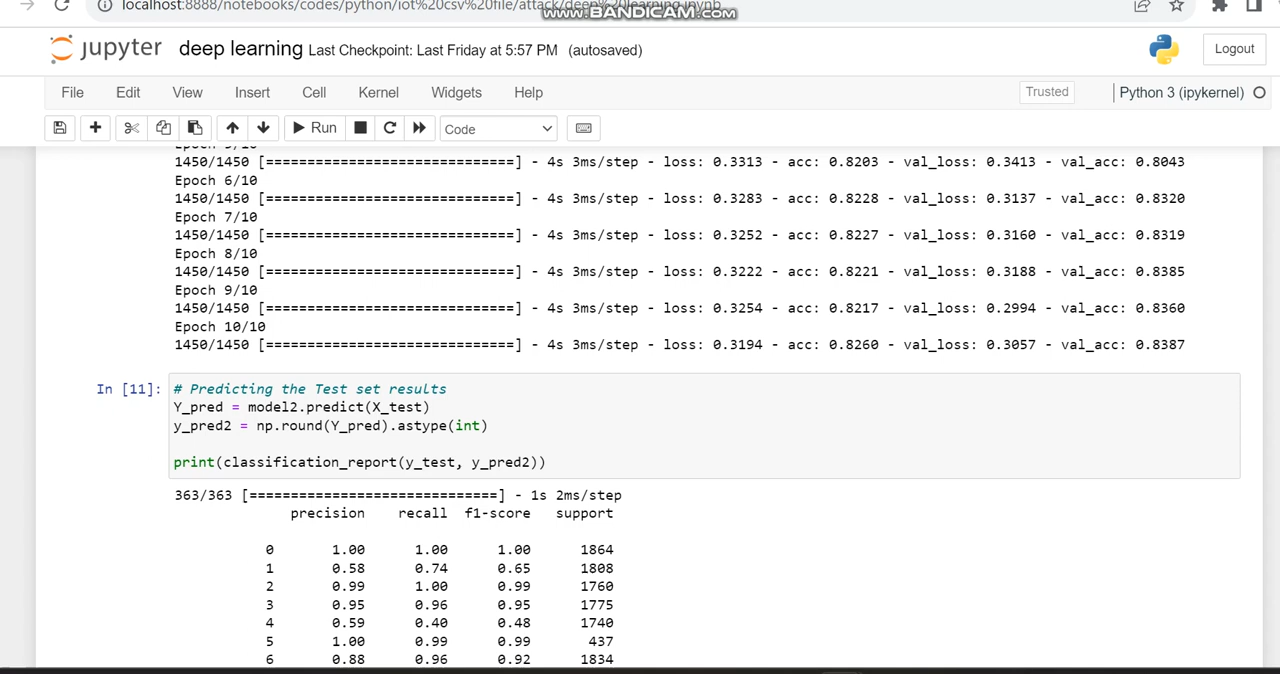 localhost:8888/notebooks/codes/python/iot%20csv%20file/attack/deep%20learning.ipynb
www.BANDICAM.com
jupyter deep learning Last Checkpoint: Last Friday at 5:57 PM (autosaved)
Logout
File Edit View Insert Cell Kernel Widgets Help
Trusted
Python 3 (ipykernel)
Run
Code
1450/1450 [==============================] - 4s 3ms/step - loss: 0.3313 - acc: 0.8203 - val_loss: 0.3413 - val_acc: 0.8043
Epoch 6/10
1450/1450 [==============================] - 4s 3ms/step - loss: 0.3283 - acc: 0.8228 - val_loss: 0.3137 - val_acc: 0.8320
Epoch 7/10
1450/1450 [==============================] - 4s 3ms/step - loss: 0.3252 - acc: 0.8227 - val_loss: 0.3160 - val_acc: 0.8319
Epoch 8/10
1450/1450 [==============================] - 4s 3ms/step - loss: 0.3222 - acc: 0.8221 - val_loss: 0.3188 - val_acc: 0.8385
Epoch 9/10
1450/1450 [==============================] - 4s 3ms/step - loss: 0.3254 - acc: 0.8217 - val_loss: 0.2994 - val_acc: 0.8360
Epoch 10/10
1450/1450 [==============================] - 4s 3ms/step - loss: 0.3194 - acc: 0.8260 - val_loss: 0.3057 - val_acc: 0.8387
In [11]: # Predicting the Test set results
Y_pred = model2.predict(X_test)
y_pred2 = np.round(Y_pred).astype(int)
print(classification_report(y_test, y_pred2))
363/363 [==============================] - 1s 2ms/step
precision recall f1-score support
0 1.00 1.00 1.00 1864
1 0.58 0.74 0.65 1808
2 0.99 1.00 0.99 1760
3 0.95 0.96 0.95 1775
4 0.59 0.40 0.48 1740
5 1.00 0.99 0.99 437
6 0.88 0.96 0.92 1834